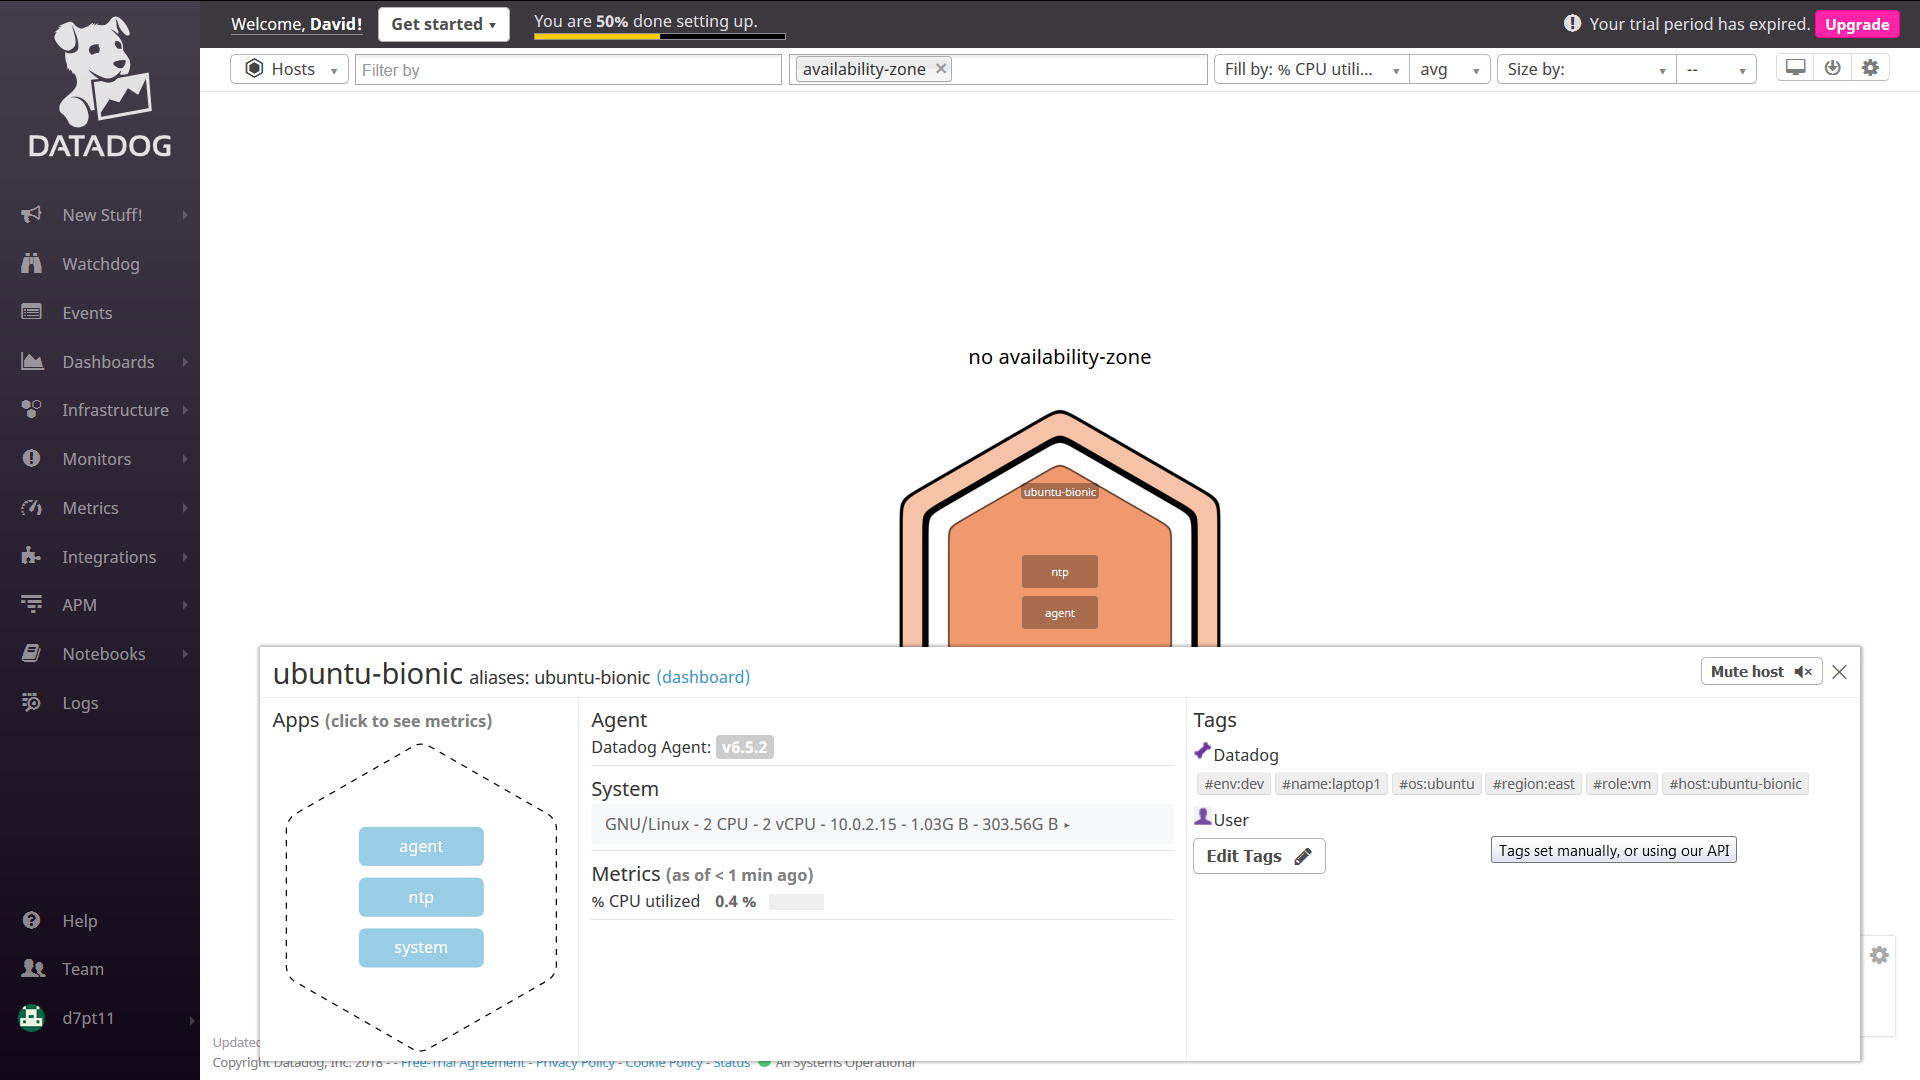 DATADOG
New Stuff!
Watchdog
Events
Dashboards
Infrastructure
Monitors
Metrics
Integrations
APM
Notebooks
Logs
Help
Team
d7pt11
Welcome, David!
Get started
You are 50% done setting up.
Your trial period has expired.
Upgrade
Hosts
Filter by
availability-zone
Fill by: % CPU utili...
avg
Size by:
--
no availability-zone
ubuntu-bionic
ntp
agent
ubuntu-bionic aliases: ubuntu-bionic (dashboard)
Mute host
Apps (click to see metrics)
agent
ntp
system
Agent
Datadog Agent: v6.5.2
System
GNU/Linux - 2 CPU - 2 vCPU - 10.0.2.15 - 1.03G B - 303.56G B
Metrics (as of < 1 min ago)
% CPU utilized 0.4 %
Tags
Datadog
#env:dev #name:laptop1 #os:ubuntu #region:east #role:vm #host:ubuntu-bionic
User
Edit Tags
Tags set manually, or using our API
Updated
Copyright Datadog, Inc. 2018 - - Free-Trial Agreement - Privacy Policy - Cookie Policy - Status All Systems Operational